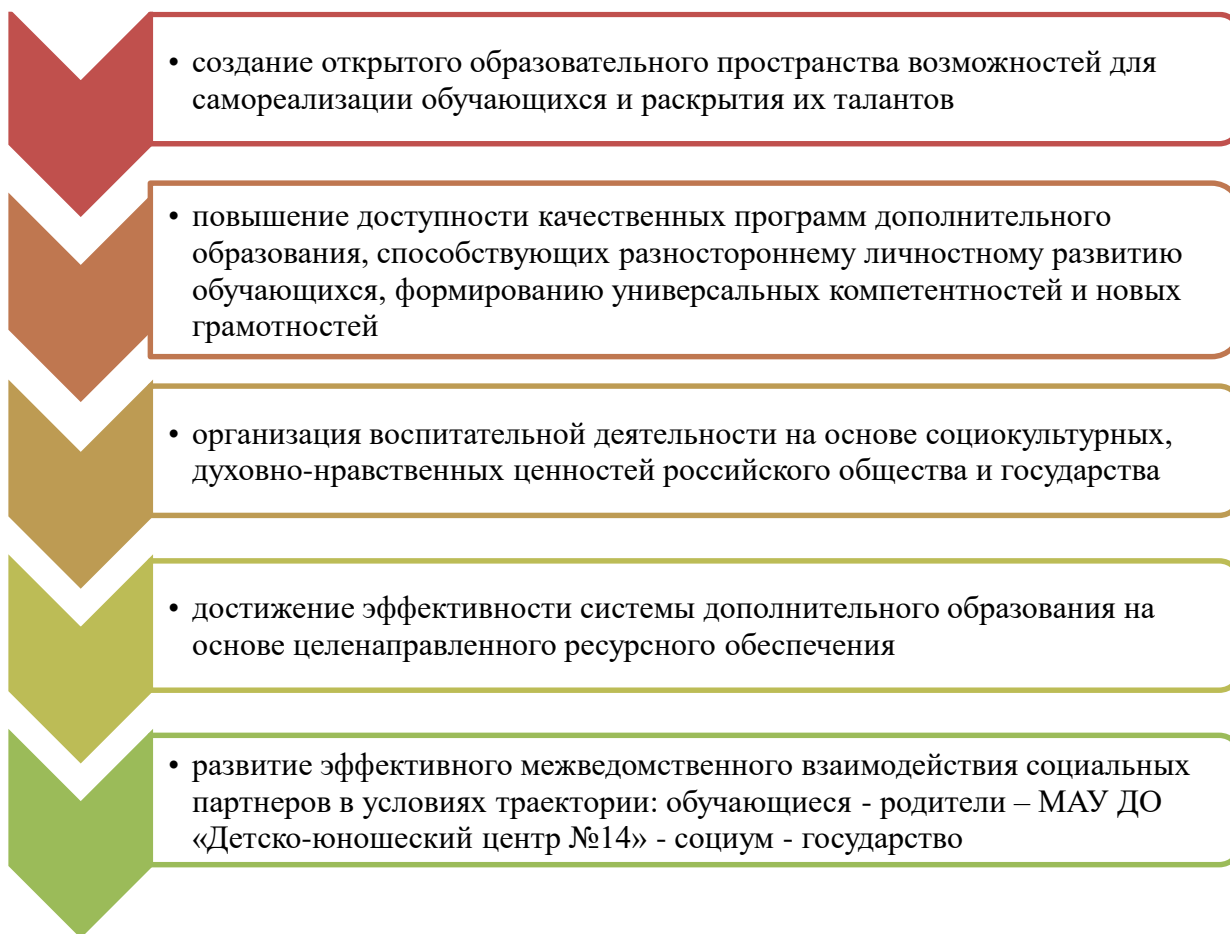 • создание открытого образовательного пространства возможностей для
самореализации обучающихся и раскрытия их талантов
• повышение доступности качественных программ дополнительного
образования, способствующих разностороннему личностному развитию
обучающихся, формированию универсальных компетентностей и новых
грамотностей
• организация воспитательной деятельности на основе социокультурных,
духовно-нравственных ценностей российского общества и государства
• достижение эффективности системы дополнительного образования на
основе целенаправленного ресурсного обеспечения
• развитие эффективного межведомственного взаимодействия социальных
партнеров в условиях траектории: обучающиеся - родители – МАУ ДО
«Детско-юношеский центр №14» - социум - государство